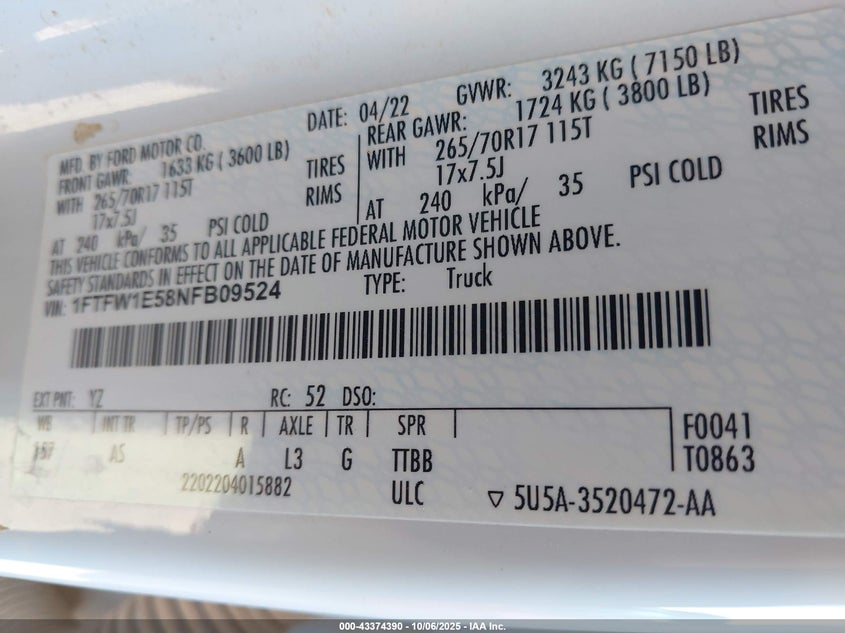 MFD. BY FORD MOTOR CO.
DATE: 04/22 GVWR: 3243 KG ( 7150 LB)
FRONT GAWR: 1633 KG ( 3600 LB)
REAR GAWR: 1724 KG ( 3800 LB)
WITH 265/70R17 115T TIRES
WITH 265/70R17 115T TIRES
17x7.5J RIMS
17x7.5J RIMS
AT 240 kPa/ 35 PSI COLD
AT 240 kPa/ 35 PSI COLD
THIS VEHICLE CONFORMS TO ALL APPLICABLE FEDERAL MOTOR VEHICLE
SAFETY STANDARDS IN EFFECT ON THE DATE OF MANUFACTURE SHOWN ABOVE.
VIN: 1FTFW1E58NFB09524 TYPE: Truck
EXT PNT: YZ RC: 52 DSO:
WB INT TR TP/PS R AXLE TR SPR F0041
157 AS A L3 G TTBB T0863
2202204015882 ULC ▽ 5U5A-3520472-AA
000-43374390 - 10/06/2025 - IAA Inc.